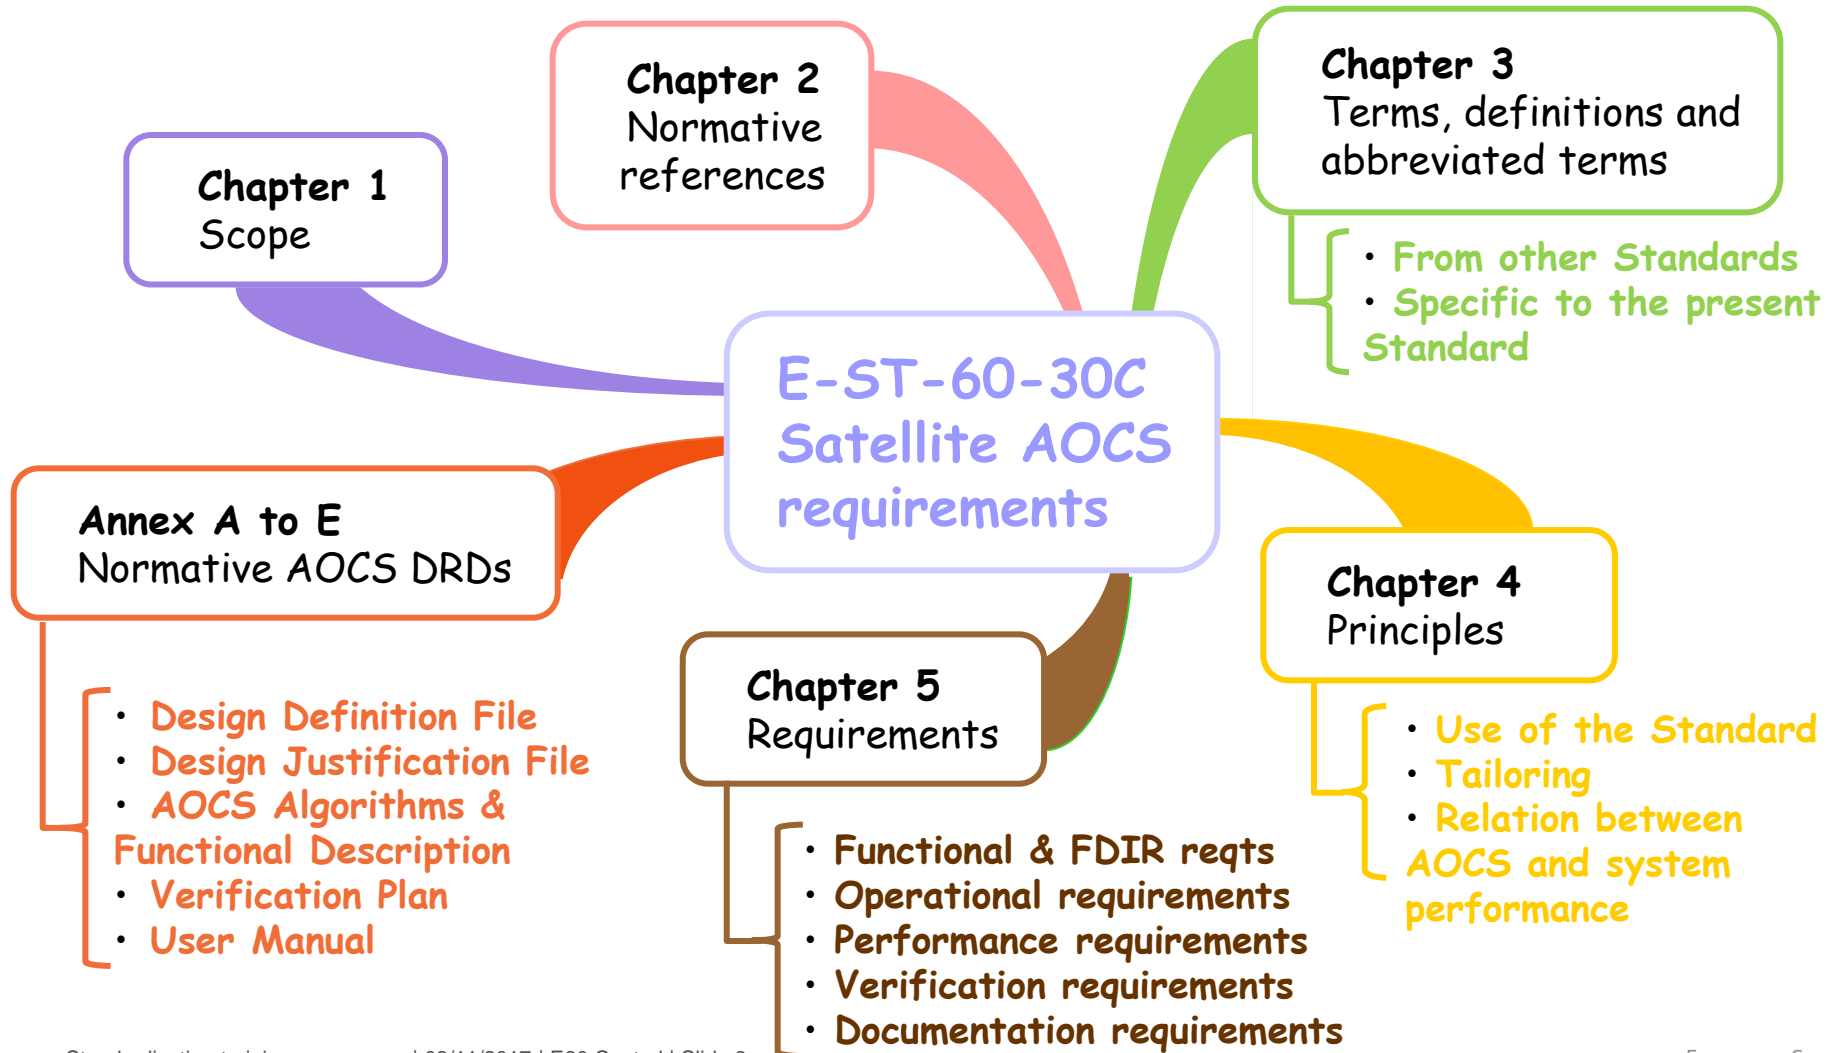 Chapter 1
Scope
Chapter 2
Normative
references
Chapter 3
Terms, definitions and
abbreviated terms
• From other Standards
• Specific to the present
Standard
E-ST-60-30C
Satellite AOCS
requirements
Annex A to E
Normative AOCS DRDs
• Design Definition File
• Design Justification File
• AOCS Algorithms &
Functional Description
• Verification Plan
• User Manual
Chapter 5
Requirements
• Functional & FDIR reqts
• Operational requirements
• Performance requirements
• Verification requirements
• Documentation requirements
Chapter 4
Principles
• Use of the Standard
• Tailoring
• Relation between
AOCS and system
performance